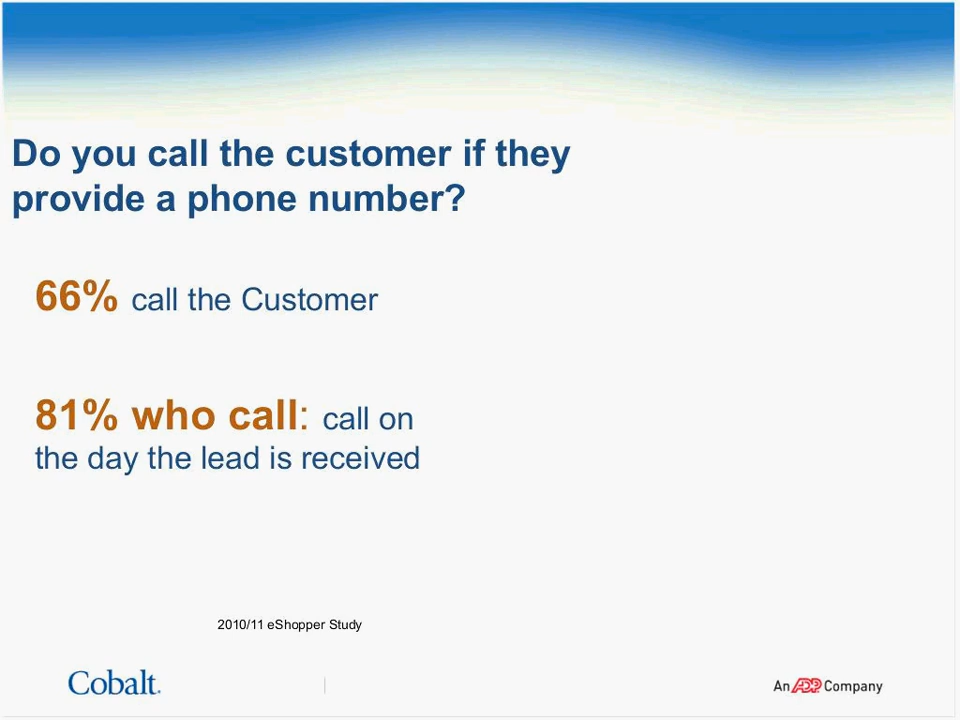 Do you call the customer if they
provide a phone number?
66% call the Customer
81% who call: call on
the day the lead is received
2010/11 eShopper Study
Cobalt.
An ADP Company